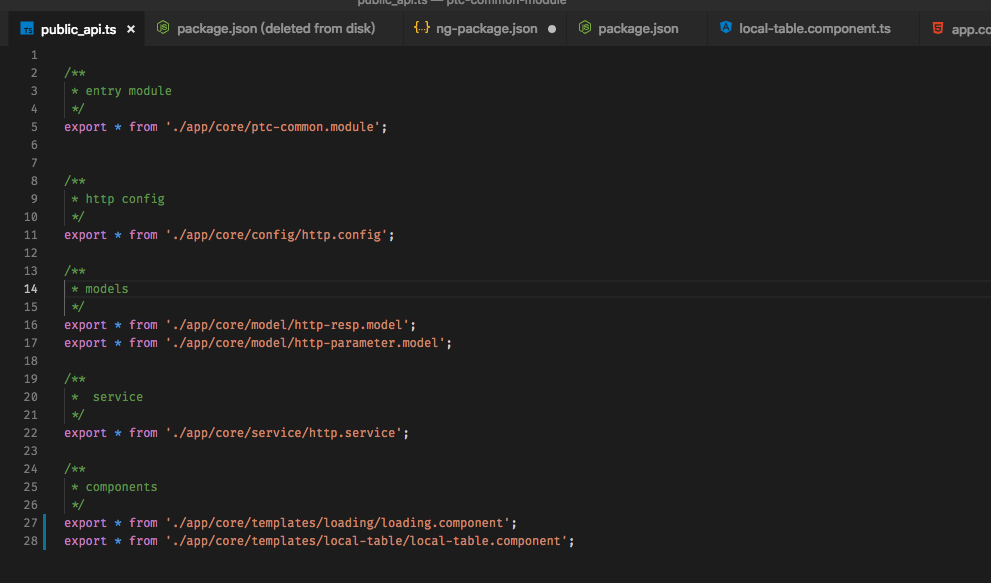 public_api.ts — ptc-common-module
TS public_api.ts × JS package.json (deleted from disk) {..} ng-package.json ● JS package.json A local-table.component.ts 5 app.co
1
2 /**
3 * entry module
4 */
5 export * from './app/core/ptc-common.module';
6
7
8 /**
9 * http config
10 */
11 export * from './app/core/config/http.config';
12
13 /**
14 * models
15 */
16 export * from './app/core/model/http-resp.model';
17 export * from './app/core/model/http-parameter.model';
18
19 /**
20 *  service
21 */
22 export * from './app/core/service/http.service';
23
24 /**
25 * components
26 */
27 export * from './app/core/templates/loading/loading.component';
28 export * from './app/core/templates/local-table/local-table.component';